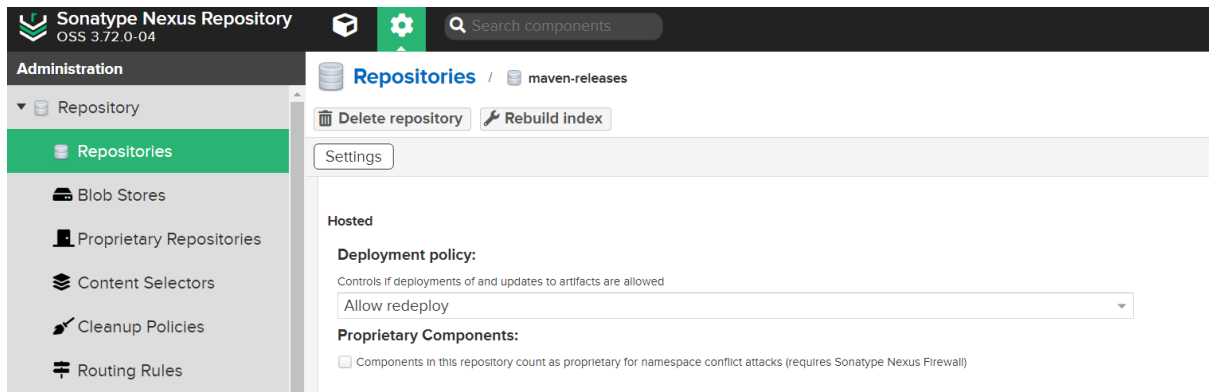 Sonatype Nexus Repository
OSS 3.72.0-04
Search components
Administration
Repository
Repositories
Blob Stores
Proprietary Repositories
Content Selectors
Cleanup Policies
Routing Rules
Repositories / maven-releases
Delete repository Rebuild index
Settings
Hosted
Deployment policy:
Controls if deployments of and updates to artifacts are allowed
Allow redeploy
Proprietary Components:
Components in this repository count as proprietary for namespace conflict attacks (requires Sonatype Nexus Firewall)